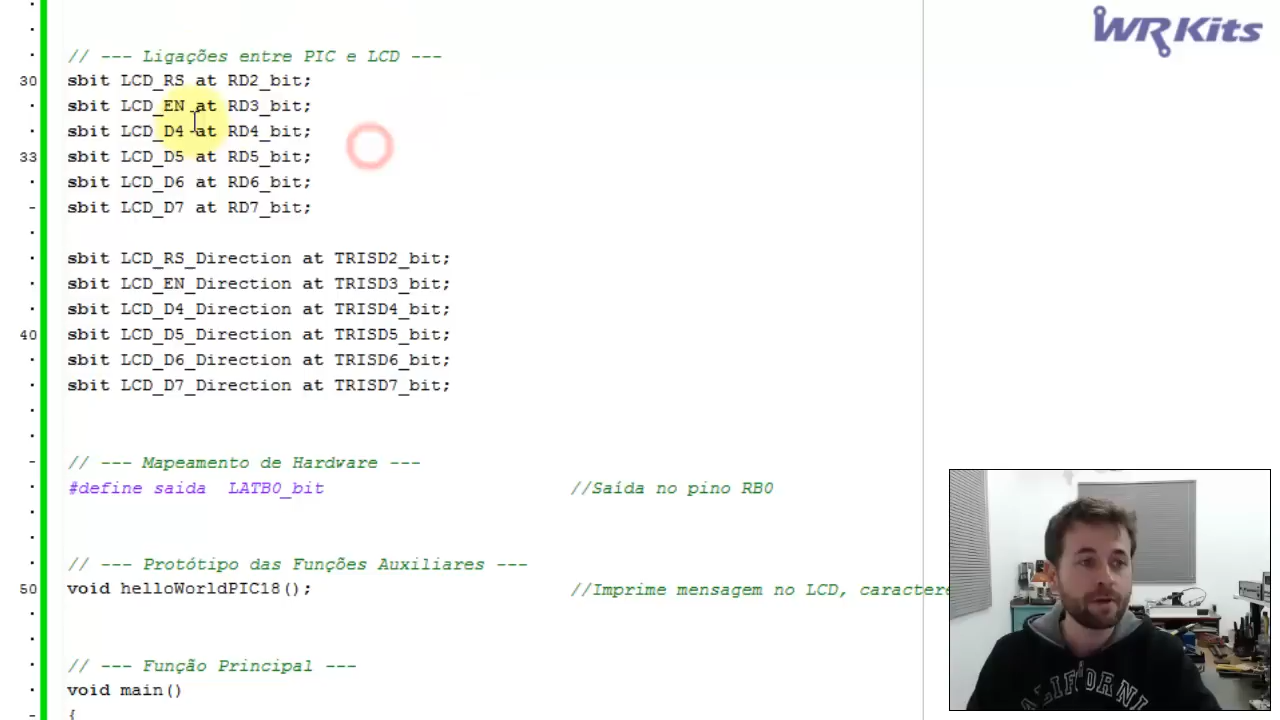 WR Kits
// --- Ligações entre PIC e LCD ---
30 sbit LCD_RS at RD2_bit;
sbit LCD_EN at RD3_bit;
sbit LCD_D4 at RD4_bit;
33 sbit LCD_D5 at RD5_bit;
sbit LCD_D6 at RD6_bit;
sbit LCD_D7 at RD7_bit;
sbit LCD_RS_Direction at TRISD2_bit;
sbit LCD_EN_Direction at TRISD3_bit;
sbit LCD_D4_Direction at TRISD4_bit;
40 sbit LCD_D5_Direction at TRISD5_bit;
sbit LCD_D6_Direction at TRISD6_bit;
sbit LCD_D7_Direction at TRISD7_bit;
// --- Mapeamento de Hardware ---
#define saida LATB0_bit //Saída no pino RB0
// --- Protótipo das Funções Auxiliares ---
50 void helloWorldPIC18(); //Imprime mensagem no LCD, caractere
// --- Função Principal ---
void main()
{
CALIFORNIA